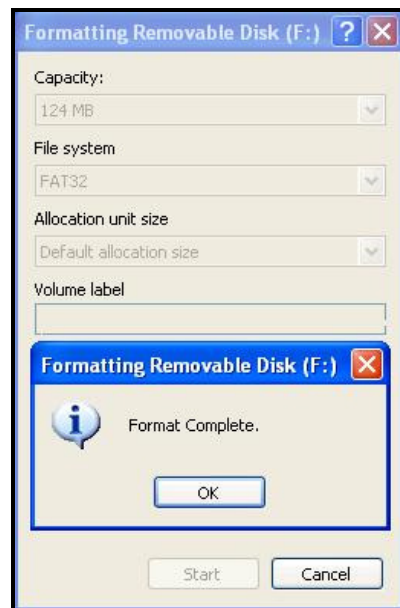 Formatting Removable Disk (F:)
Capacity:
124 MB
File system
FAT32
Allocation unit size
Default allocation size
Volume label
Formatting Removable Disk (F:)
Format Complete.
OK
Start Cancel